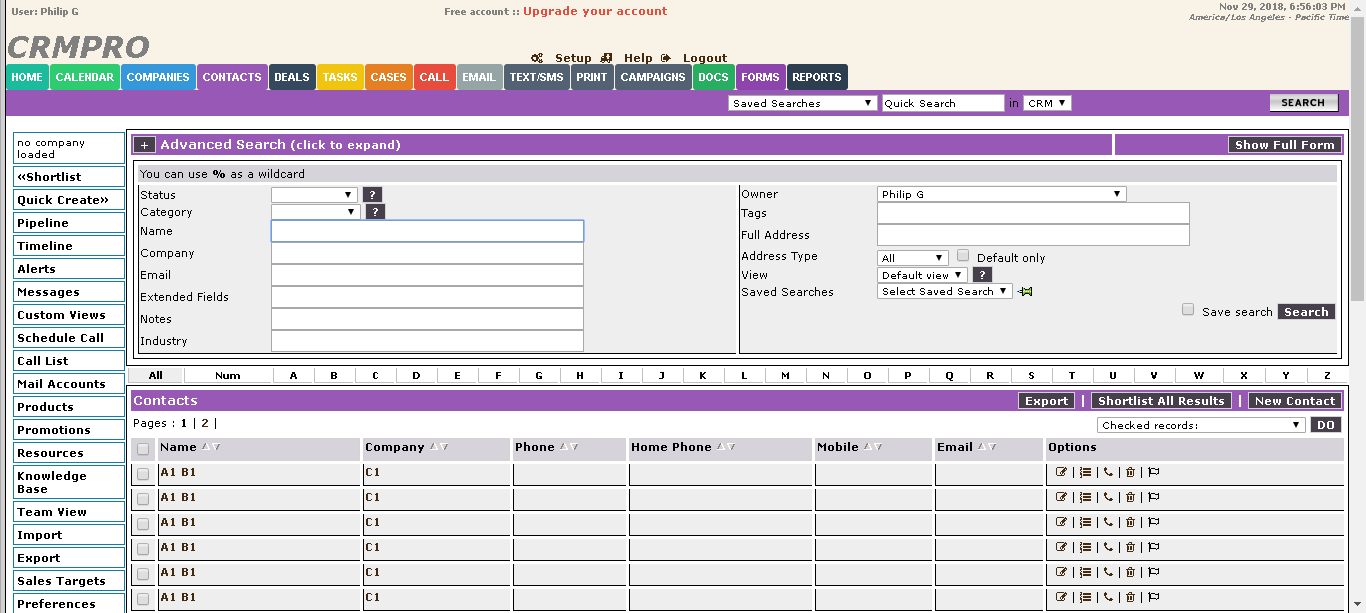 User: Philip G
Free account :: Upgrade your account
Nov 29, 2018, 6:56:03 PM
America/Los Angeles - Pacific Time
CRMPRO
Setup Help Logout
HOME CALENDAR COMPANIES CONTACTS DEALS TASKS CASES CALL EMAIL TEXT/SMS PRINT CAMPAIGNS DOCS FORMS REPORTS
Saved Searches Quick Search in CRM SEARCH
no company
loaded
«Shortlist
Quick Create»
Pipeline
Timeline
Alerts
Messages
Custom Views
Schedule Call
Call List
Mail Accounts
Products
Promotions
Resources
Knowledge
Base
Team View
Import
Export
Sales Targets
Preferences
+ Advanced Search (click to expand) Show Full Form
You can use % as a wildcard
Status ?
Category ?
Name
Company
Email
Extended Fields
Notes
Industry
Owner Philip G
Tags
Full Address
Address Type All Default only
View Default view ?
Saved Searches Select Saved Search
Save search Search
All Num A B C D E F G H I J K L M N O P Q R S T U V W X Y Z
Contacts Export | Shortlist All Results | New Contact
Pages : 1 | 2 |
Checked records: DO
Name Company Phone Home Phone Mobile Email Options
A1 B1 C1 | | | |
A1 B1 C1 | | | |
A1 B1 C1 | | | |
A1 B1 C1 | | | |
A1 B1 C1 | | | |
A1 B1 C1 | | | |